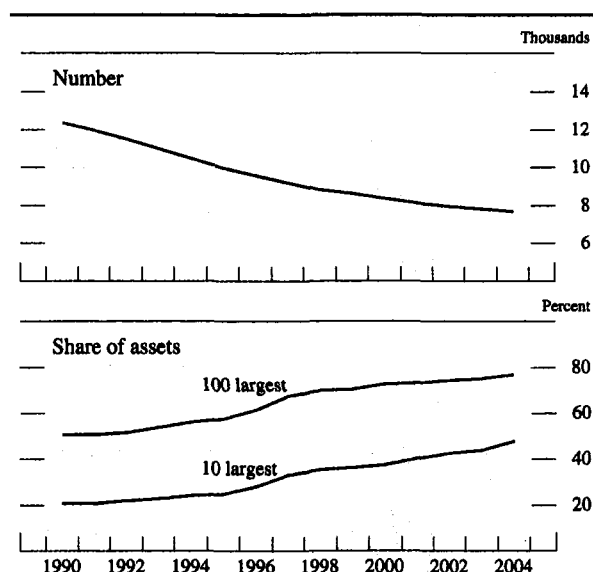 Thousands
Number
14
12
10
8
6
Percent
Share of assets
80
100 largest
60
40
10 largest
20
1990 1992 1994 1996 1998 2000 2002 2004